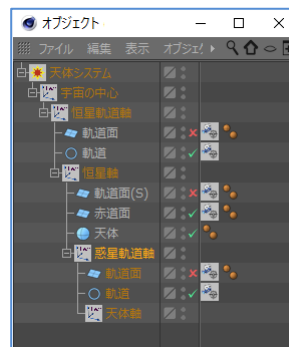 オブジェクト
ファイル 編集 表示 オブジェ
天体システム
宇宙の中心
恒星軌道軸
軌道面
軌道
恒星軸
軌道面(S)
赤道面
天体
惑星軌道軸
軌道面
軌道
天体軸